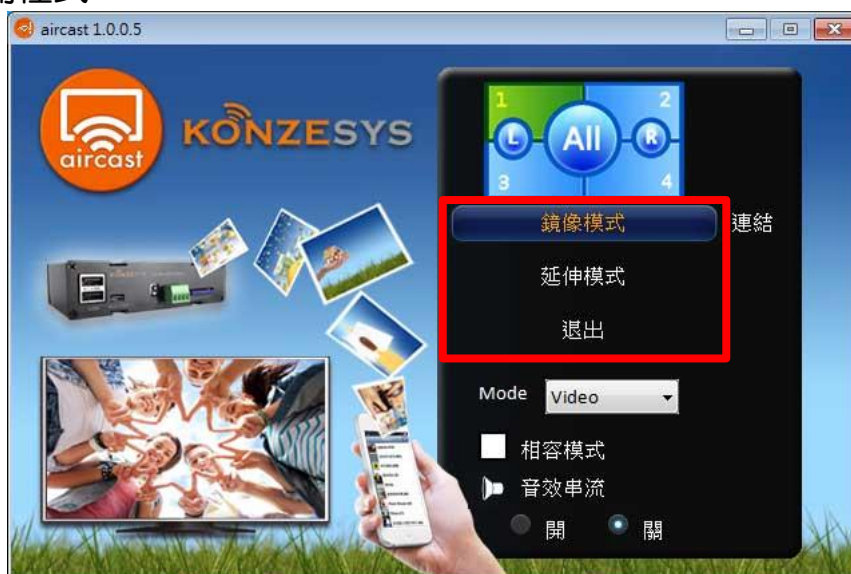 aircast 1.0.0.5
aircast
KONZESYS
1
2
L
All
R
3
4
鏡像模式
連結
延伸模式
退出
Mode
Video
相容模式
音效串流
開
關